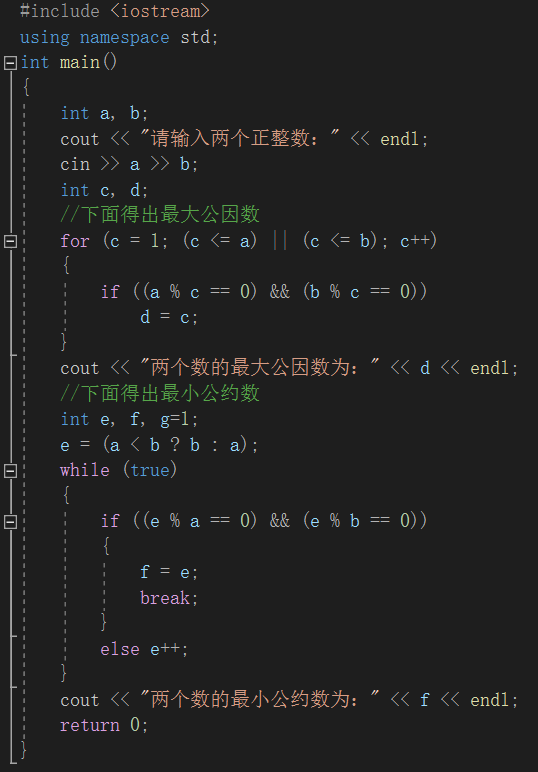 #include <iostream>
using namespace std;
int main()
{
int a, b;
cout << "请输入两个正整数：" << endl;
cin >> a >> b;
int c, d;
//下面得出最大公因数
for (c = 1; (c <= a) || (c <= b); c++)
{
if ((a % c == 0) && (b % c == 0))
d = c;
}
cout << "两个数的最大公因数为：" << d << endl;
//下面得出最小公约数
int e, f, g=1;
e = (a < b ? b : a);
while (true)
{
if ((e % a == 0) && (e % b == 0))
{
f = e;
break;
}
else e++;
}
cout << "两个数的最小公约数为：" << f << endl;
return 0;
}